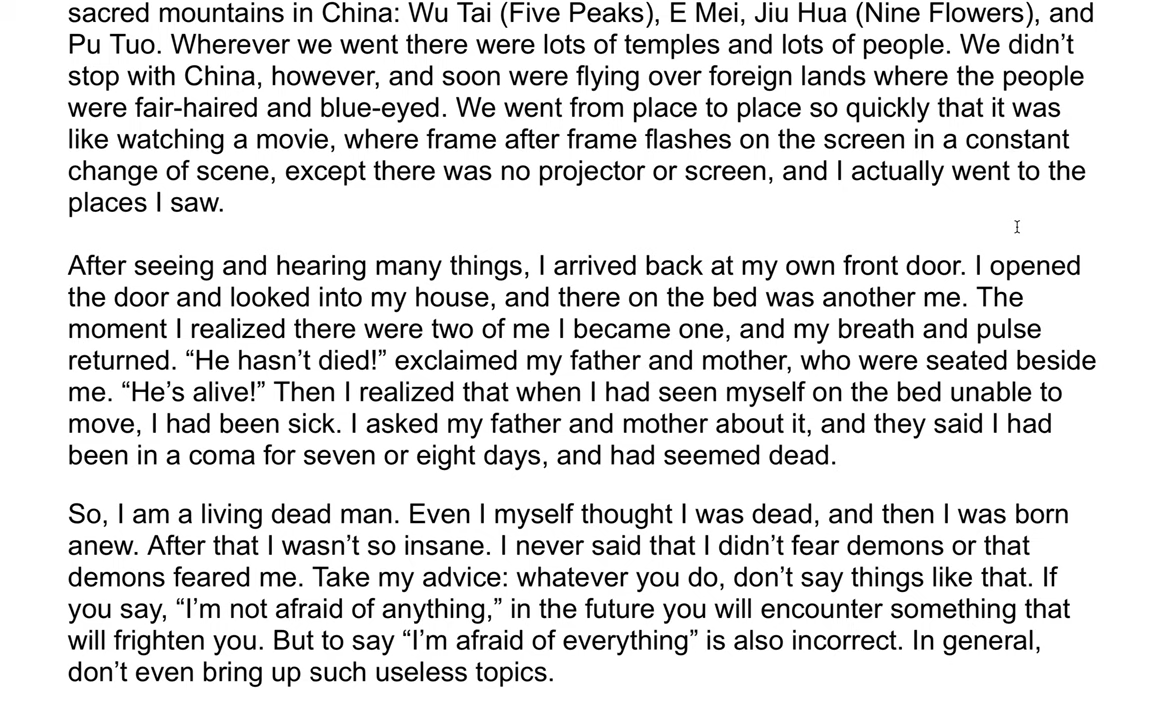 sacred mountains in China: Wu Tai (Five Peaks), E Mei, Jiu Hua (Nine Flowers), and
Pu Tuo. Wherever we went there were lots of temples and lots of people. We didn’t
stop with China, however, and soon were flying over foreign lands where the people
were fair-haired and blue-eyed. We went from place to place so quickly that it was
like watching a movie, where frame after frame flashes on the screen in a constant
change of scene, except there was no projector or screen, and I actually went to the
places I saw.
After seeing and hearing many things, I arrived back at my own front door. I opened
the door and looked into my house, and there on the bed was another me. The
moment I realized there were two of me I became one, and my breath and pulse
returned. “He hasn’t died!” exclaimed my father and mother, who were seated beside
me. “He’s alive!” Then I realized that when I had seen myself on the bed unable to
move, I had been sick. I asked my father and mother about it, and they said I had
been in a coma for seven or eight days, and had seemed dead.
So, I am a living dead man. Even I myself thought I was dead, and then I was born
anew. After that I wasn’t so insane. I never said that I didn’t fear demons or that
demons feared me. Take my advice: whatever you do, don’t say things like that. If
you say, “I’m not afraid of anything,” in the future you will encounter something that
will frighten you. But to say “I’m afraid of everything” is also incorrect. In general,
don’t even bring up such useless topics.